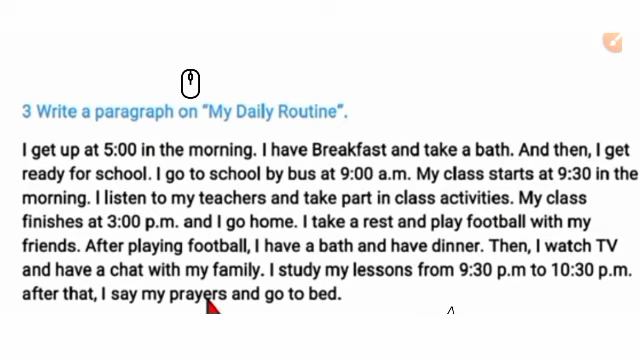 3 Write a paragraph on “My Daily Routine”.
I get up at 5:00 in the morning. I have Breakfast and take a bath. And then, I get
ready for school. I go to school by bus at 9:00 a.m. My class starts at 9:30 in the
morning. I listen to my teachers and take part in class activities. My class
finishes at 3:00 p.m. and I go home. I take a rest and play football with my
friends. After playing football, I have a bath and have dinner. Then, I watch TV
and have a chat with my family. I study my lessons from 9:30 p.m to 10:30 p.m.
after that, I say my prayers and go to bed.